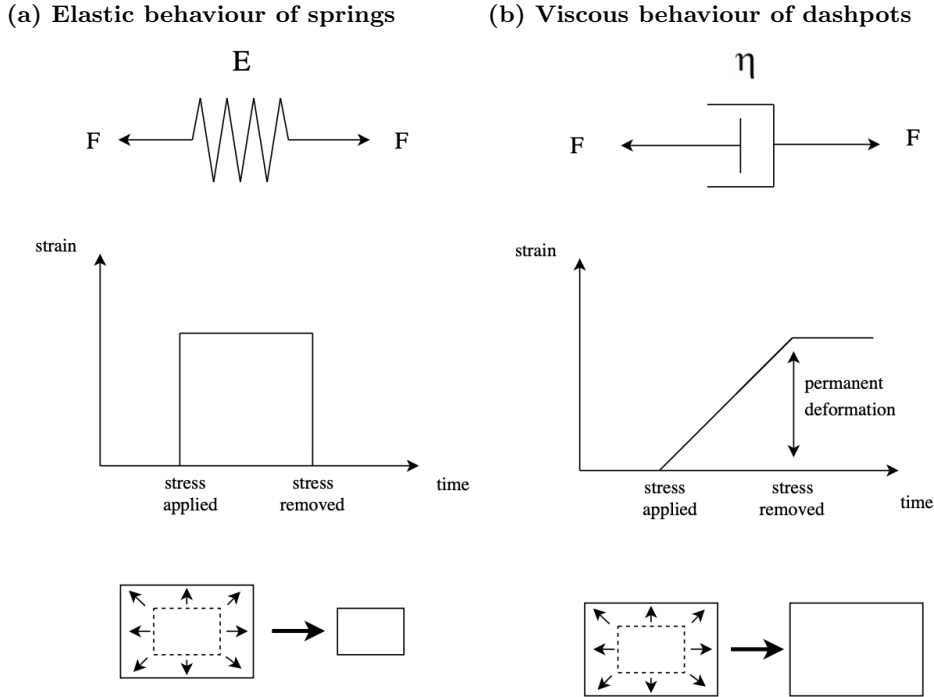 (a) Elastic behaviour of springs
E
F
F
strain
stress
applied
stress
removed
time
(b) Viscous behaviour of dashpots
η
F
F
strain
permanent
deformation
stress
applied
stress
removed
time